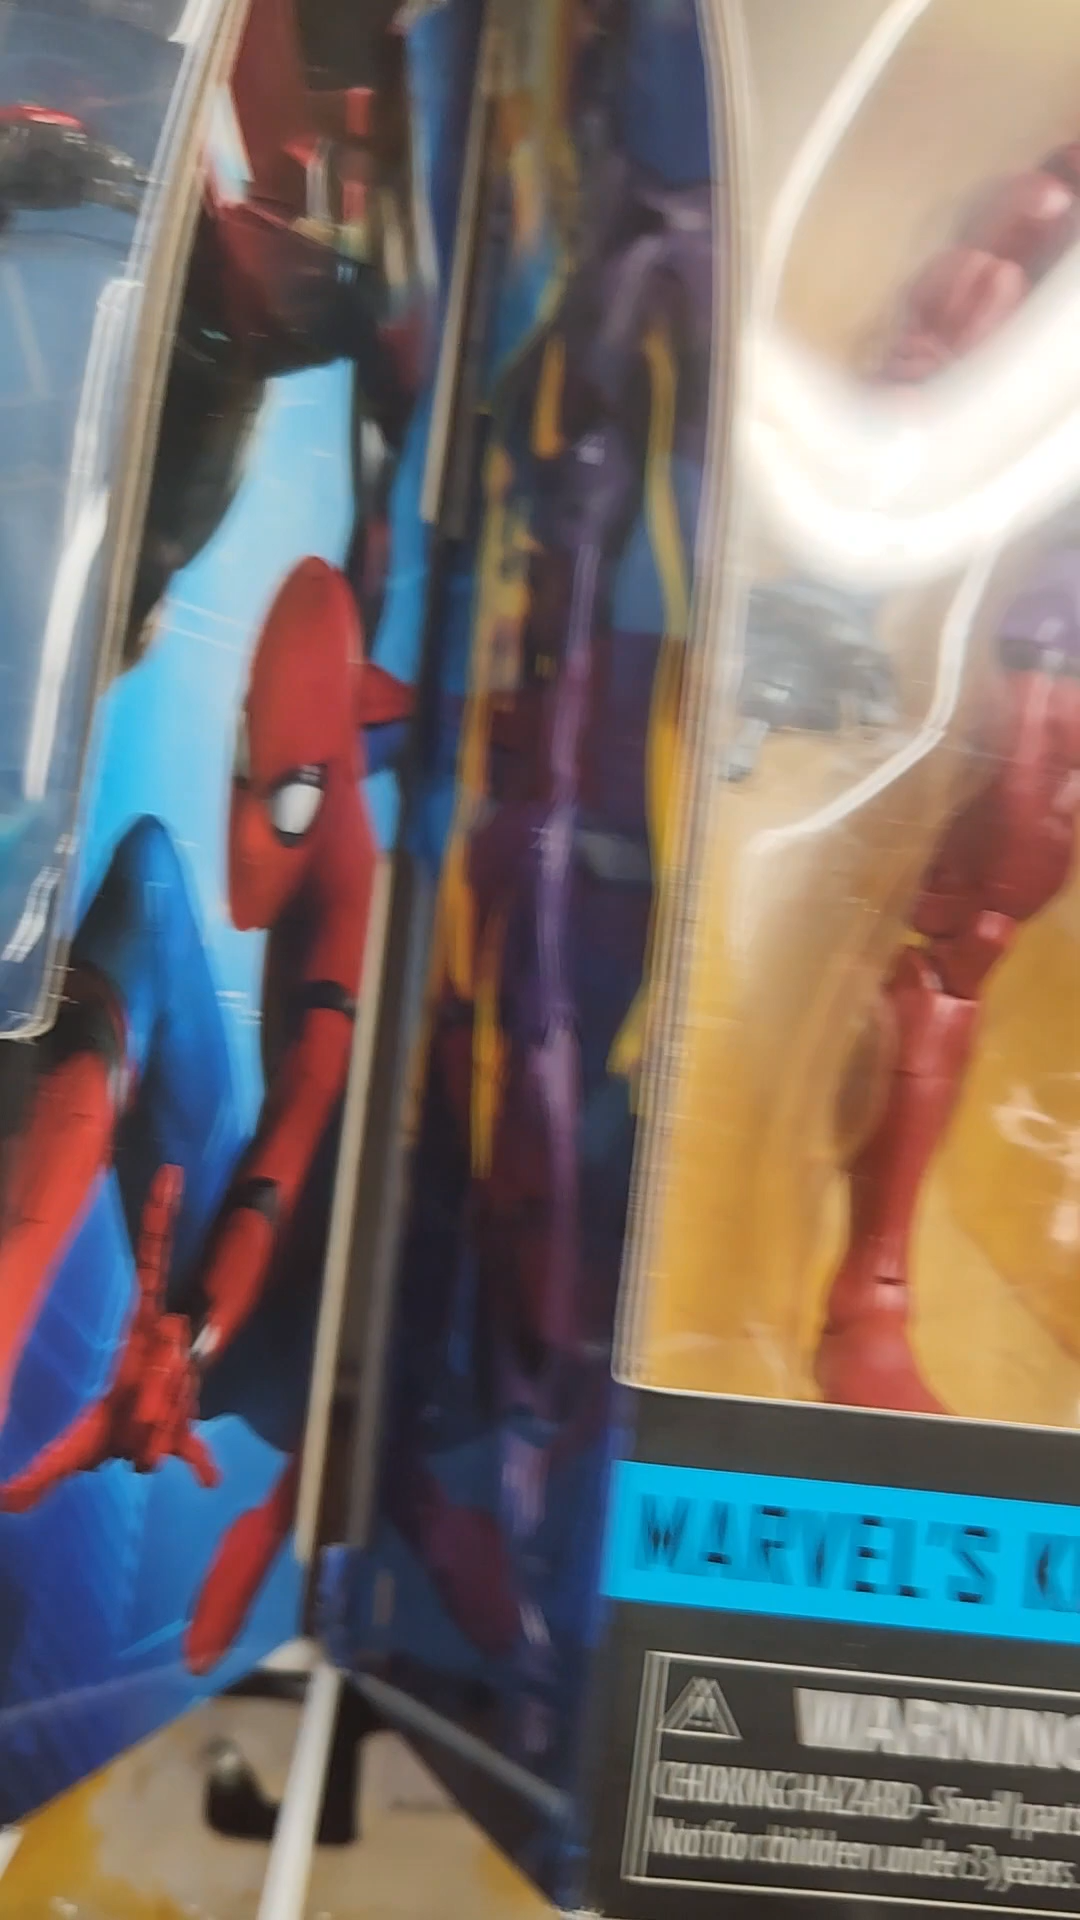 MARVEL'S
WARNING
CHOKING HAZARD-Small parts
Not for children under 3 years.